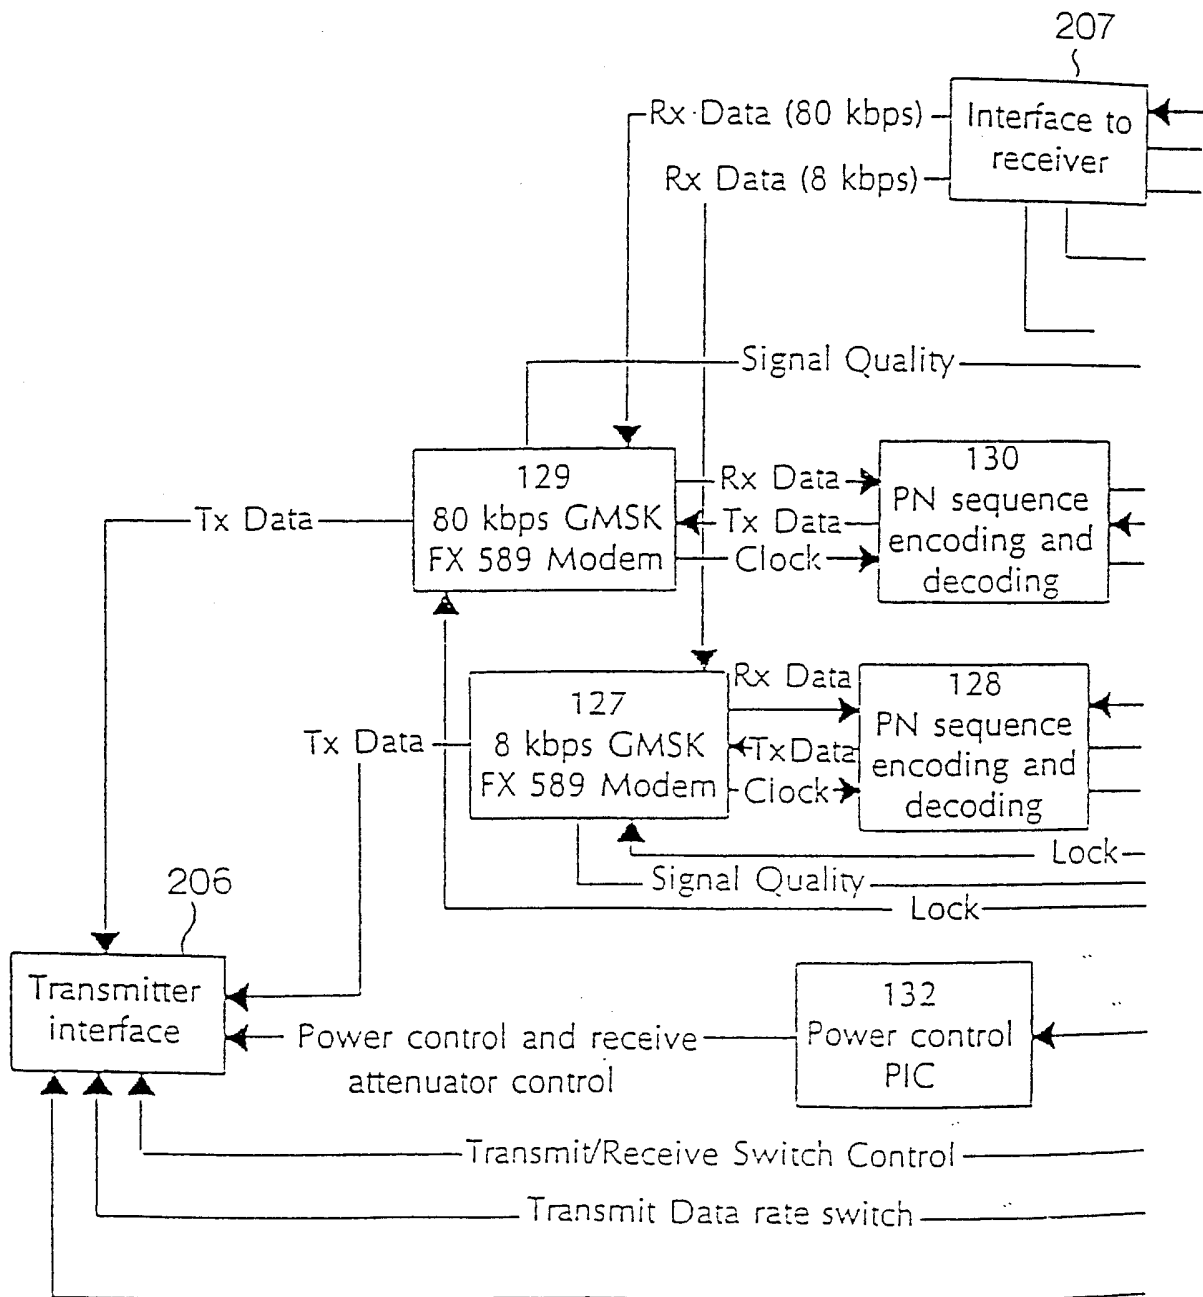 207
Rx Data (80 kbps)
Interface to
receiver
Rx Data (8 kbps)
Signal Quality
129
80 kbps GMSK
FX 589 Modem
Rx Data
Tx Data
Clock
130
PN sequence
encoding and
decoding
Tx Data
127
8 kbps GMSK
FX 589 Modem
Rx Data
TxData
Clock
128
PN sequence
encoding and
decoding
Tx Data
Lock
Signal Quality
Lock
206
Transmitter
interface
Power control and receive
attenuator control
132
Power control
PIC
Transmit/Receive Switch Control
Transmit Data rate switch